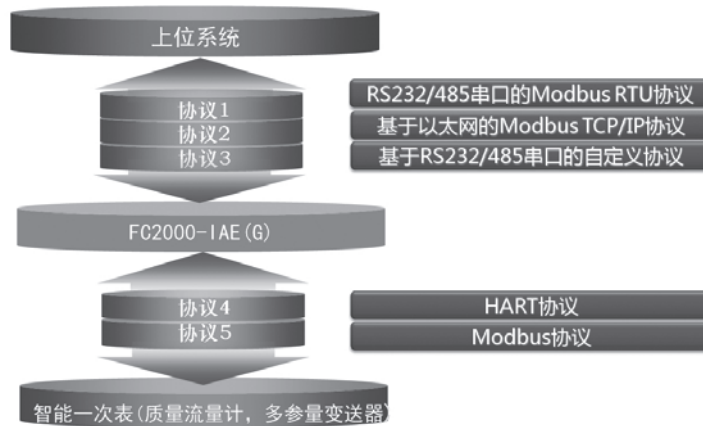 上位系统
协议1
协议2
协议3
RS232/485串口的Modbus RTU协议
基于以太网的Modbus TCP/IP协议
基于RS232/485串口的自定义协议
FC2000-IAE(G)
协议4
协议5
HART协议
Modbus协议
智能一次表(质量流量计，多参量变送器)